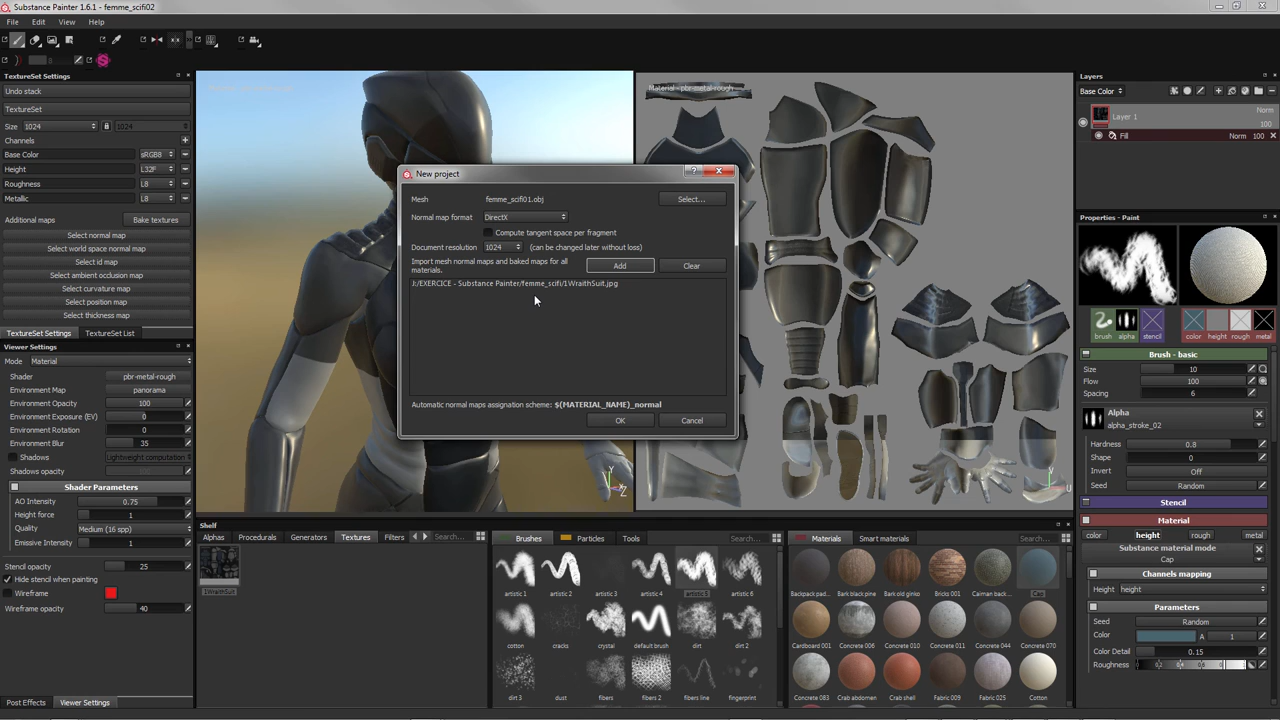 Substance Painter 1.6.1 - femme_scifi02
File Edit View Help
TextureSet Settings
Undo stack
TextureSet
Size 1024 1024
Channels
Base Color sRGB8
Height L32F
Roughness L8
Metallic L8
Additional maps Bake textures
Select normal map
Select world space normal map
Select id map
Select ambient occlusion map
Select curvature map
Select position map
Select thickness map
TextureSet Settings TextureSet List
Viewer Settings
Mode Material
Shader pbr-metal-rough
Environment Map panorama
Environment Opacity 100
Environment Exposure (EV) 0
Environment Rotation 0
Environment Blur 35
Shadows Lightweight computation
Shadows opacity
Shader Parameters
AO Intensity 0.75
Height force 1
Quality Medium (16 spp)
Emissive Intensity 1
Stencil opacity 25
Hide stencil when painting
Wireframe
Wireframe opacity 40
Post Effects Viewer Settings
Material - pbr-metal-rough
New project
Mesh femme_scifi01.obj Select...
Normal map format DirectX
Compute tangent space per fragment
Document resolution 1024 (can be changed later without loss)
Import mesh normal maps and baked maps for all
materials.
Add Clear
J:/EXERCICE - Substance Painter/femme_scifi/1WraithSuit.jpg
Automatic normal maps assignation scheme: $(MATERIAL_NAME)_normal
OK Cancel
Y
Z
Y
U
Shelf
Alphas Procedurals Generators Textures Filters Search...
1WraithSuit
Brushes Particles Tools Search...
artistic 1 artistic 2 artistic 3 artistic 4 artistic 5 artistic 6
cotton cracks crystal default brush dirt dirt 2
dirt 3 dust fibers fibers 2 fibers line fingerprint
Materials Smart materials Search...
Backpack pad... Bark black pine Bark old ginko Bricks 001 Caiman back ... Cap
Cardboard 001 Concrete 006 Concrete 010 Concrete 011 Concrete 044 Concrete 070
Concrete 083 Crab abdomen Crab shell Fabric 009 Fabric 025 Cotton
Layers
Base Color
Layer 1 Norm
100
Fill Norm 100
Properties - Paint
brush alpha stencil color height rough metal
Brush - basic
Size 10
Flow 100
Spacing 6
Alpha
alpha_stroke_02
Hardness 0.8
Shape 0
Invert Off
Seed Random
Stencil
Material
color height rough metal
Substance material mode
Cap
Channels mapping
Height height
Parameters
Seed Random
Color A 1
Color Detail 0.15
Roughness